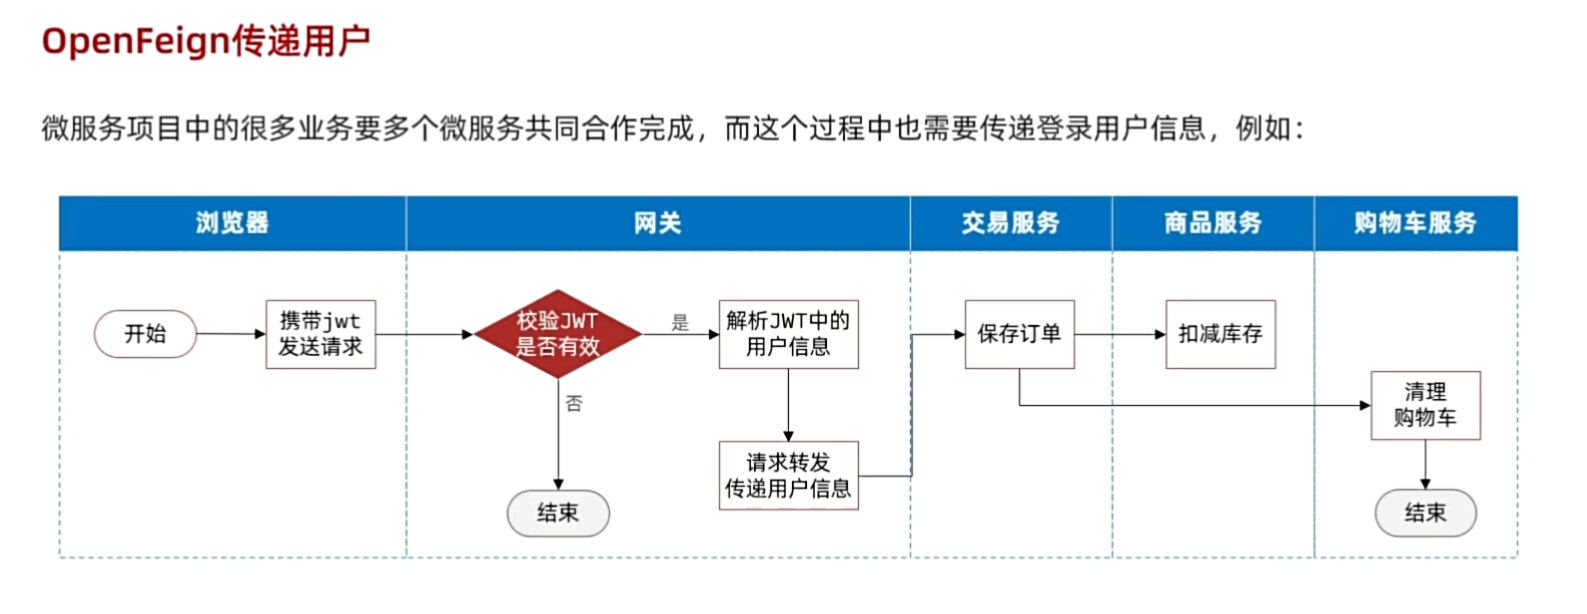 OpenFeign传递用户
微服务项目中的很多业务要多个微服务共同合作完成，而这个过程中也需要传递登录用户信息，例如：
浏览器
网关
交易服务
商品服务
购物车服务
开始
携带jwt
发送请求
校验JWT
是否有效
是
解析JWT中的
用户信息
保存订单
扣减库存
否
清理
购物车
请求转发
传递用户信息
结束
结束